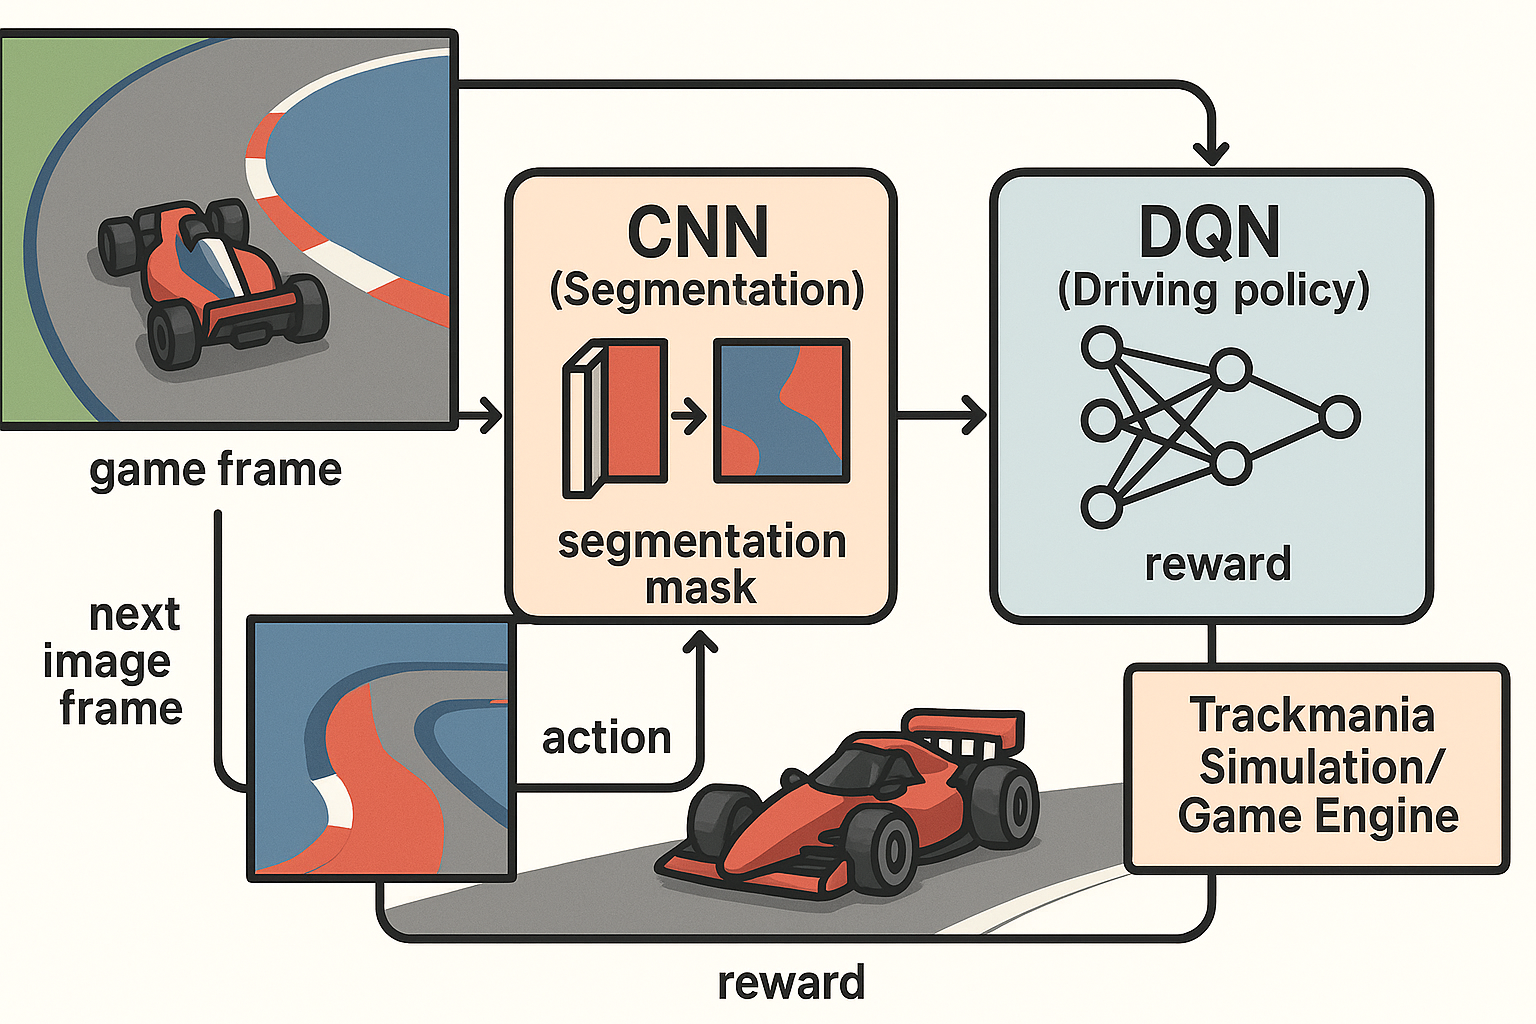 game frame
CNN
(Segmentation)
segmentation
mask
DQN
(Driving policy)
reward
next
image
frame
action
Trackmania
Simulation/
Game Engine
reward